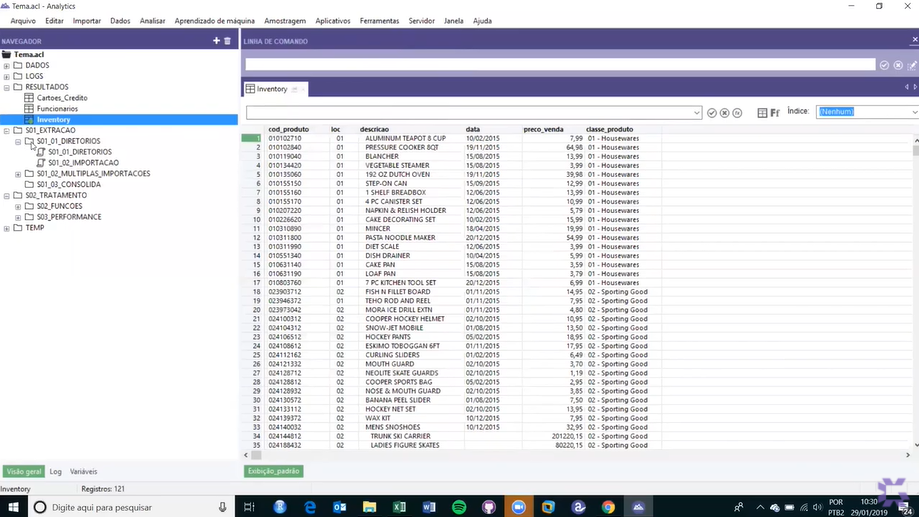 Tema.acl - Analytics
Arquivo Editar Importar Dados Analisar Aprendizado de máquina Amostragem Aplicativos Ferramentas Servidor Janela Ajuda
NAVEGADOR
Tema.acl
DADOS
LOGS
RESULTADOS
Cartoes_Credito
Funcionarios
Inventory
S01_EXTRACAO
S01_01_DIRETORIOS
S01_01_DIRETORIOS
S01_02_IMPORTACAO
S01_02_MULTIPLAS_IMPORTACOES
S01_03_CONSOLIDA
S02_TRATAMENTO
S02_FUNCOES
S03_PERFORMANCE
TEMP
LINHA DE COMANDO
Inventory
Índice: (Nenhum)
cod_produto loc descricao data preco_venda classe_produto
1 010102710 01 ALUMINUM TEAPOT 8 CUP 15/08/2015 7,99 01 - Housewares
2 010102840 01 PRESSURE COOKER 8QT 19/11/2015 64,98 01 - Housewares
3 010119040 01 BLANCHER 15/08/2015 13,99 01 - Housewares
4 010134420 01 VEGETABLE STEAMER 15/08/2015 13,99 01 - Housewares
5 010135060 01 192 OZ DUTCH OVEN 12/06/2015 39,99 01 - Housewares
6 010155150 01 STEP-ON CAN 12/06/2015 9,99 01 - Housewares
7 010155160 01 1 SHELF BREADBOX 12/06/2015 13,99 01 - Housewares
8 010155170 01 4 PC CANISTER SET 12/06/2015 9,99 01 - Housewares
9 010207220 01 NAPKIN & RELISH HOLDER 12/06/2015 5,79 01 - Housewares
10 010226620 01 CAKE DECORATING SET 12/06/2015 15,99 01 - Housewares
11 010310890 01 MINCER 18/04/2015 19,99 01 - Housewares
12 010311800 01 PASTA NOODLE MAKER 20/12/2015 54,99 01 - Housewares
13 010311990 01 DIET SCALE 12/06/2015 8,99 01 - Housewares
14 010551340 01 DISH DRAINER 10/04/2015 5,99 01 - Housewares
15 010631140 01 CAKE PAN 15/08/2015 3,59 01 - Housewares
16 010631190 01 LOAF PAN 15/08/2015 3,79 01 - Housewares
17 010803760 01 7 PC KITCHEN TOOL SET 20/12/2015 6,99 01 - Housewares
18 023903712 02 FISH N FILLET BOARD 02/10/2015 14,95 02 - Sporting Good
19 023946372 02 TEHO ROD AND REEL 02/10/2015 7,95 02 - Sporting Good
20 023973042 02 MORA ICE DRILL EXTN 02/10/2015 4,80 02 - Sporting Good
21 024100312 02 COOPER HOCKEY HELMET 02/10/2015 10,95 02 - Sporting Good
22 024104312 02 SNOW-JET MOBILE 01/08/2015 13,50 02 - Sporting Good
23 024106512 02 HOCKEY PANTS 02/04/2015 18,95 02 - Sporting Good
24 024108612 02 ESKIMO TOBOGGAN 6FT 02/10/2015 17,95 02 - Sporting Good
25 024112162 02 CURLING SLIDERS 02/10/2015 6,49 02 - Sporting Good
26 024121332 02 MOUTH GUARD 02/10/2015 3,70 02 - Sporting Good
27 024128712 02 NEOLITE SKATE GUARDS 02/10/2015 1,19 02 - Sporting Good
28 024128812 02 COOPER SPORTS BAG 02/05/2015 2,95 02 - Sporting Good
29 024128932 02 NOSE & MOUTH GUARD 02/10/2015 3,85 02 - Sporting Good
30 024130572 02 BANANA PEEL SLIDER 01/08/2015 7,50 02 - Sporting Good
31 024133112 02 HOCKEY NET SET 02/10/2015 13,95 02 - Sporting Good
32 024139372 02 WAX KIT 10/12/2015 7,95 02 - Sporting Good
33 024140032 02 MENS SNOSHOES 10/12/2015 32,95 02 - Sporting Good
34 024144812 02 TRUNK SKI CARRIER 201220,15 02 - Sporting Good
35 024188432 02 LADIES FIGURE SKATES 80220,15 02 - Sporting Good
Visão geral Log Variáveis
Exibição_padrão
Inventory Registros: 121
Digite aqui para pesquisar
POR
PTB2
10:30
29/01/2019
24